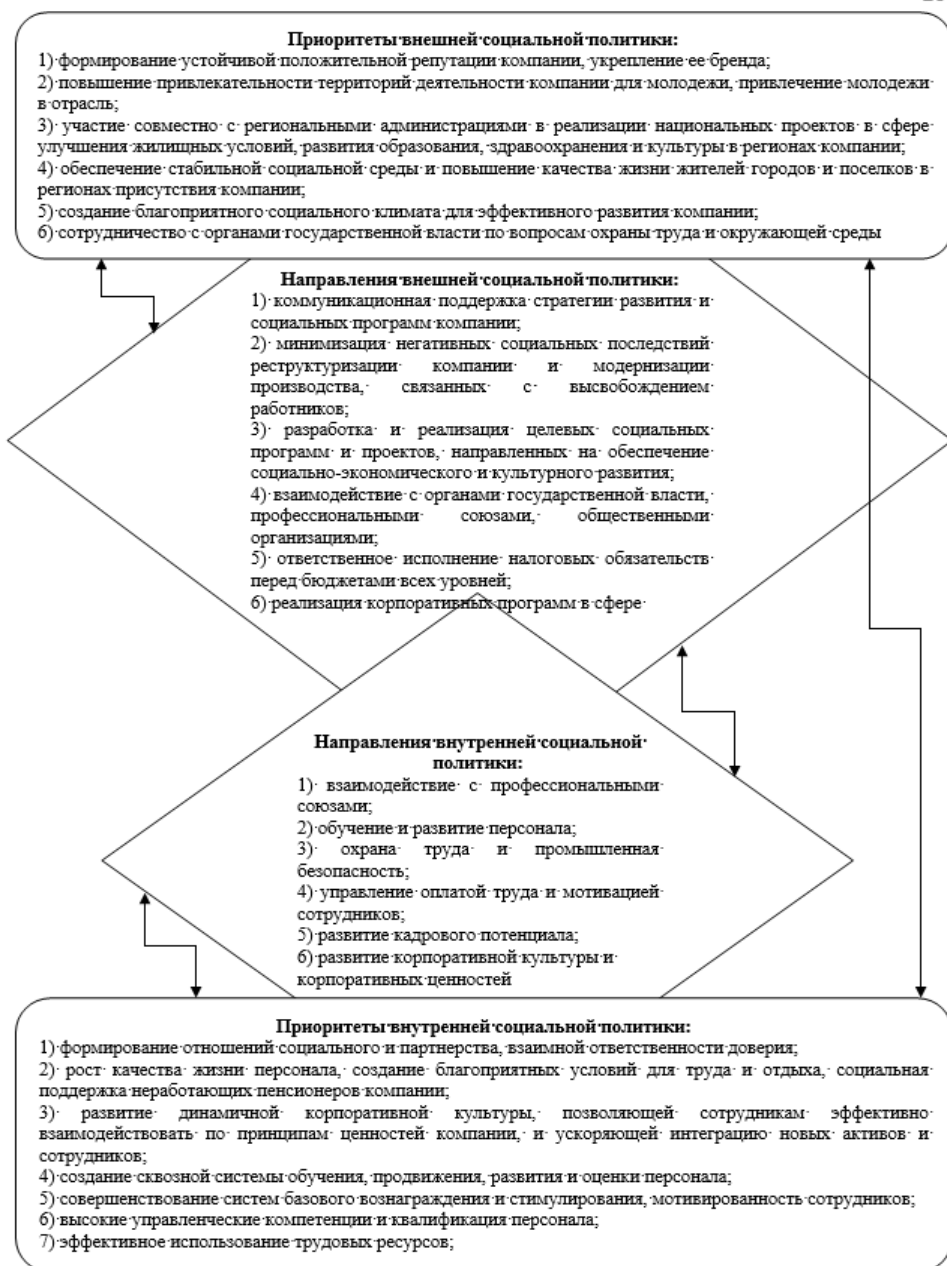 Приоритеты внешней социальной политики:
1) формирование устойчивой положительной репутации компании, укрепление ее бренда;
2) повышение привлекательности территорий деятельности компании для молодежи, привлечение молодежи
в отрасль;
3) участие совместно с региональными администрациями в реализации национальных проектов в сфере
улучшения жилищных условий, развития образования, здравоохранения и культуры в регионах компании;
4) обеспечение стабильной социальной среды и повышение качества жизни жителей городов и поселков в
регионах присутствия компании;
5) создание благоприятного социального климата для эффективного развития компании;
6) сотрудничество с органами государственной власти по вопросам охраны труда и окружающей среды
Направления внешней социальной политики:
1) коммуникационная поддержка стратегии развития и
социальных программ компании;
2) минимизация негативных социальных последствий
реструктуризации компании и модернизации
производства, связанных с высвобождением
работников;
3) разработка и реализация целевых социальных
программ и проектов, направленных на обеспечение
социально-экономического и культурного развития;
4) взаимодействие с органами государственной власти,
профессиональными союзами, общественными
организациями;
5) ответственное исполнение налоговых обязательств
перед бюджетами всех уровней;
6) реализация корпоративных программ в сфере
Направления внутренней социальной
политики:
1) взаимодействие с профессиональными
союзами;
2) обучение и развитие персонала;
3) охрана труда и промышленная
безопасность;
4) управление оплатой труда и мотивацией
сотрудников;
5) развитие кадрового потенциала;
6) развитие корпоративной культуры и
корпоративных ценностей
Приоритеты внутренней социальной политики:
1) формирование отношений социального и партнерства, взаимной ответственности доверия;
2) рост качества жизни персонала, создание благоприятных условий для труда и отдыха, социальная
поддержка неработающих пенсионеров компании;
3) развитие динамичной корпоративной культуры, позволяющей сотрудникам эффективно
взаимодействовать по принципам ценностей компании, и ускоряющей интеграцию новых активов и
сотрудников;
4) создание сквозной системы обучения, продвижения, развития и оценки персонала;
5) совершенствование систем базового вознаграждения и стимулирования, мотивированность сотрудников;
6) высокие управленческие компетенции и квалификация персонала;
7) эффективное использование трудовых ресурсов;